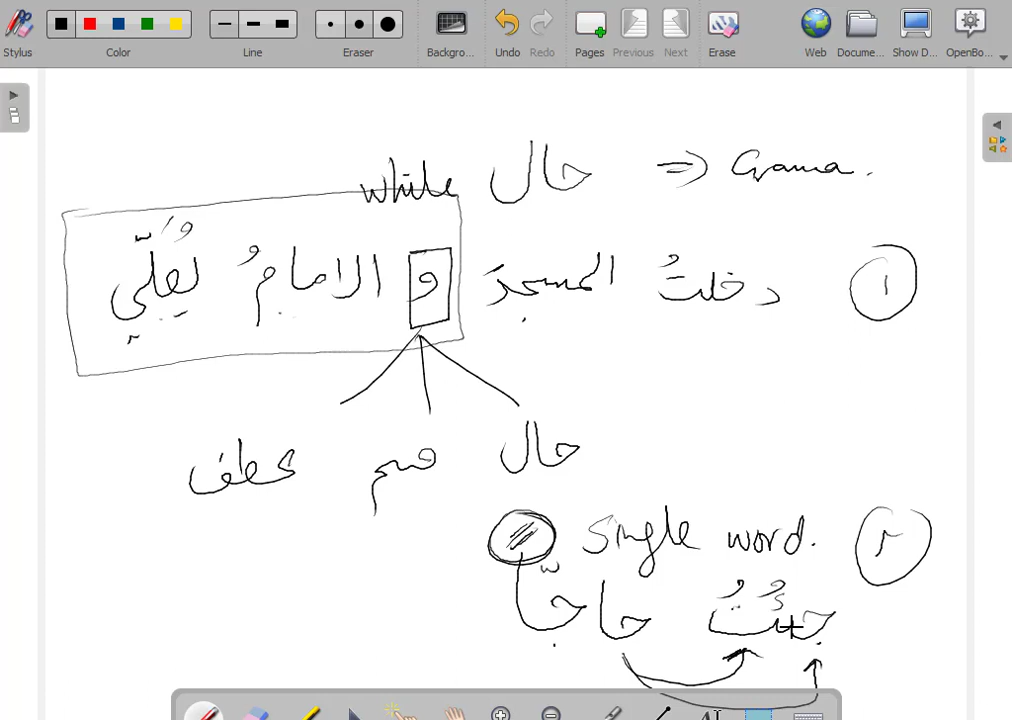 Stylus Color Line Eraser Backgro... Undo Redo Pages Previous Next Erase Web Docume... Show D... OpenBo...
while حال ⇒ Grama.
١ دخلتُ المسجدَ و الامامُ يُصَلِّي
حال قسم عطف
٢ single word.
جئتُ حاجّا